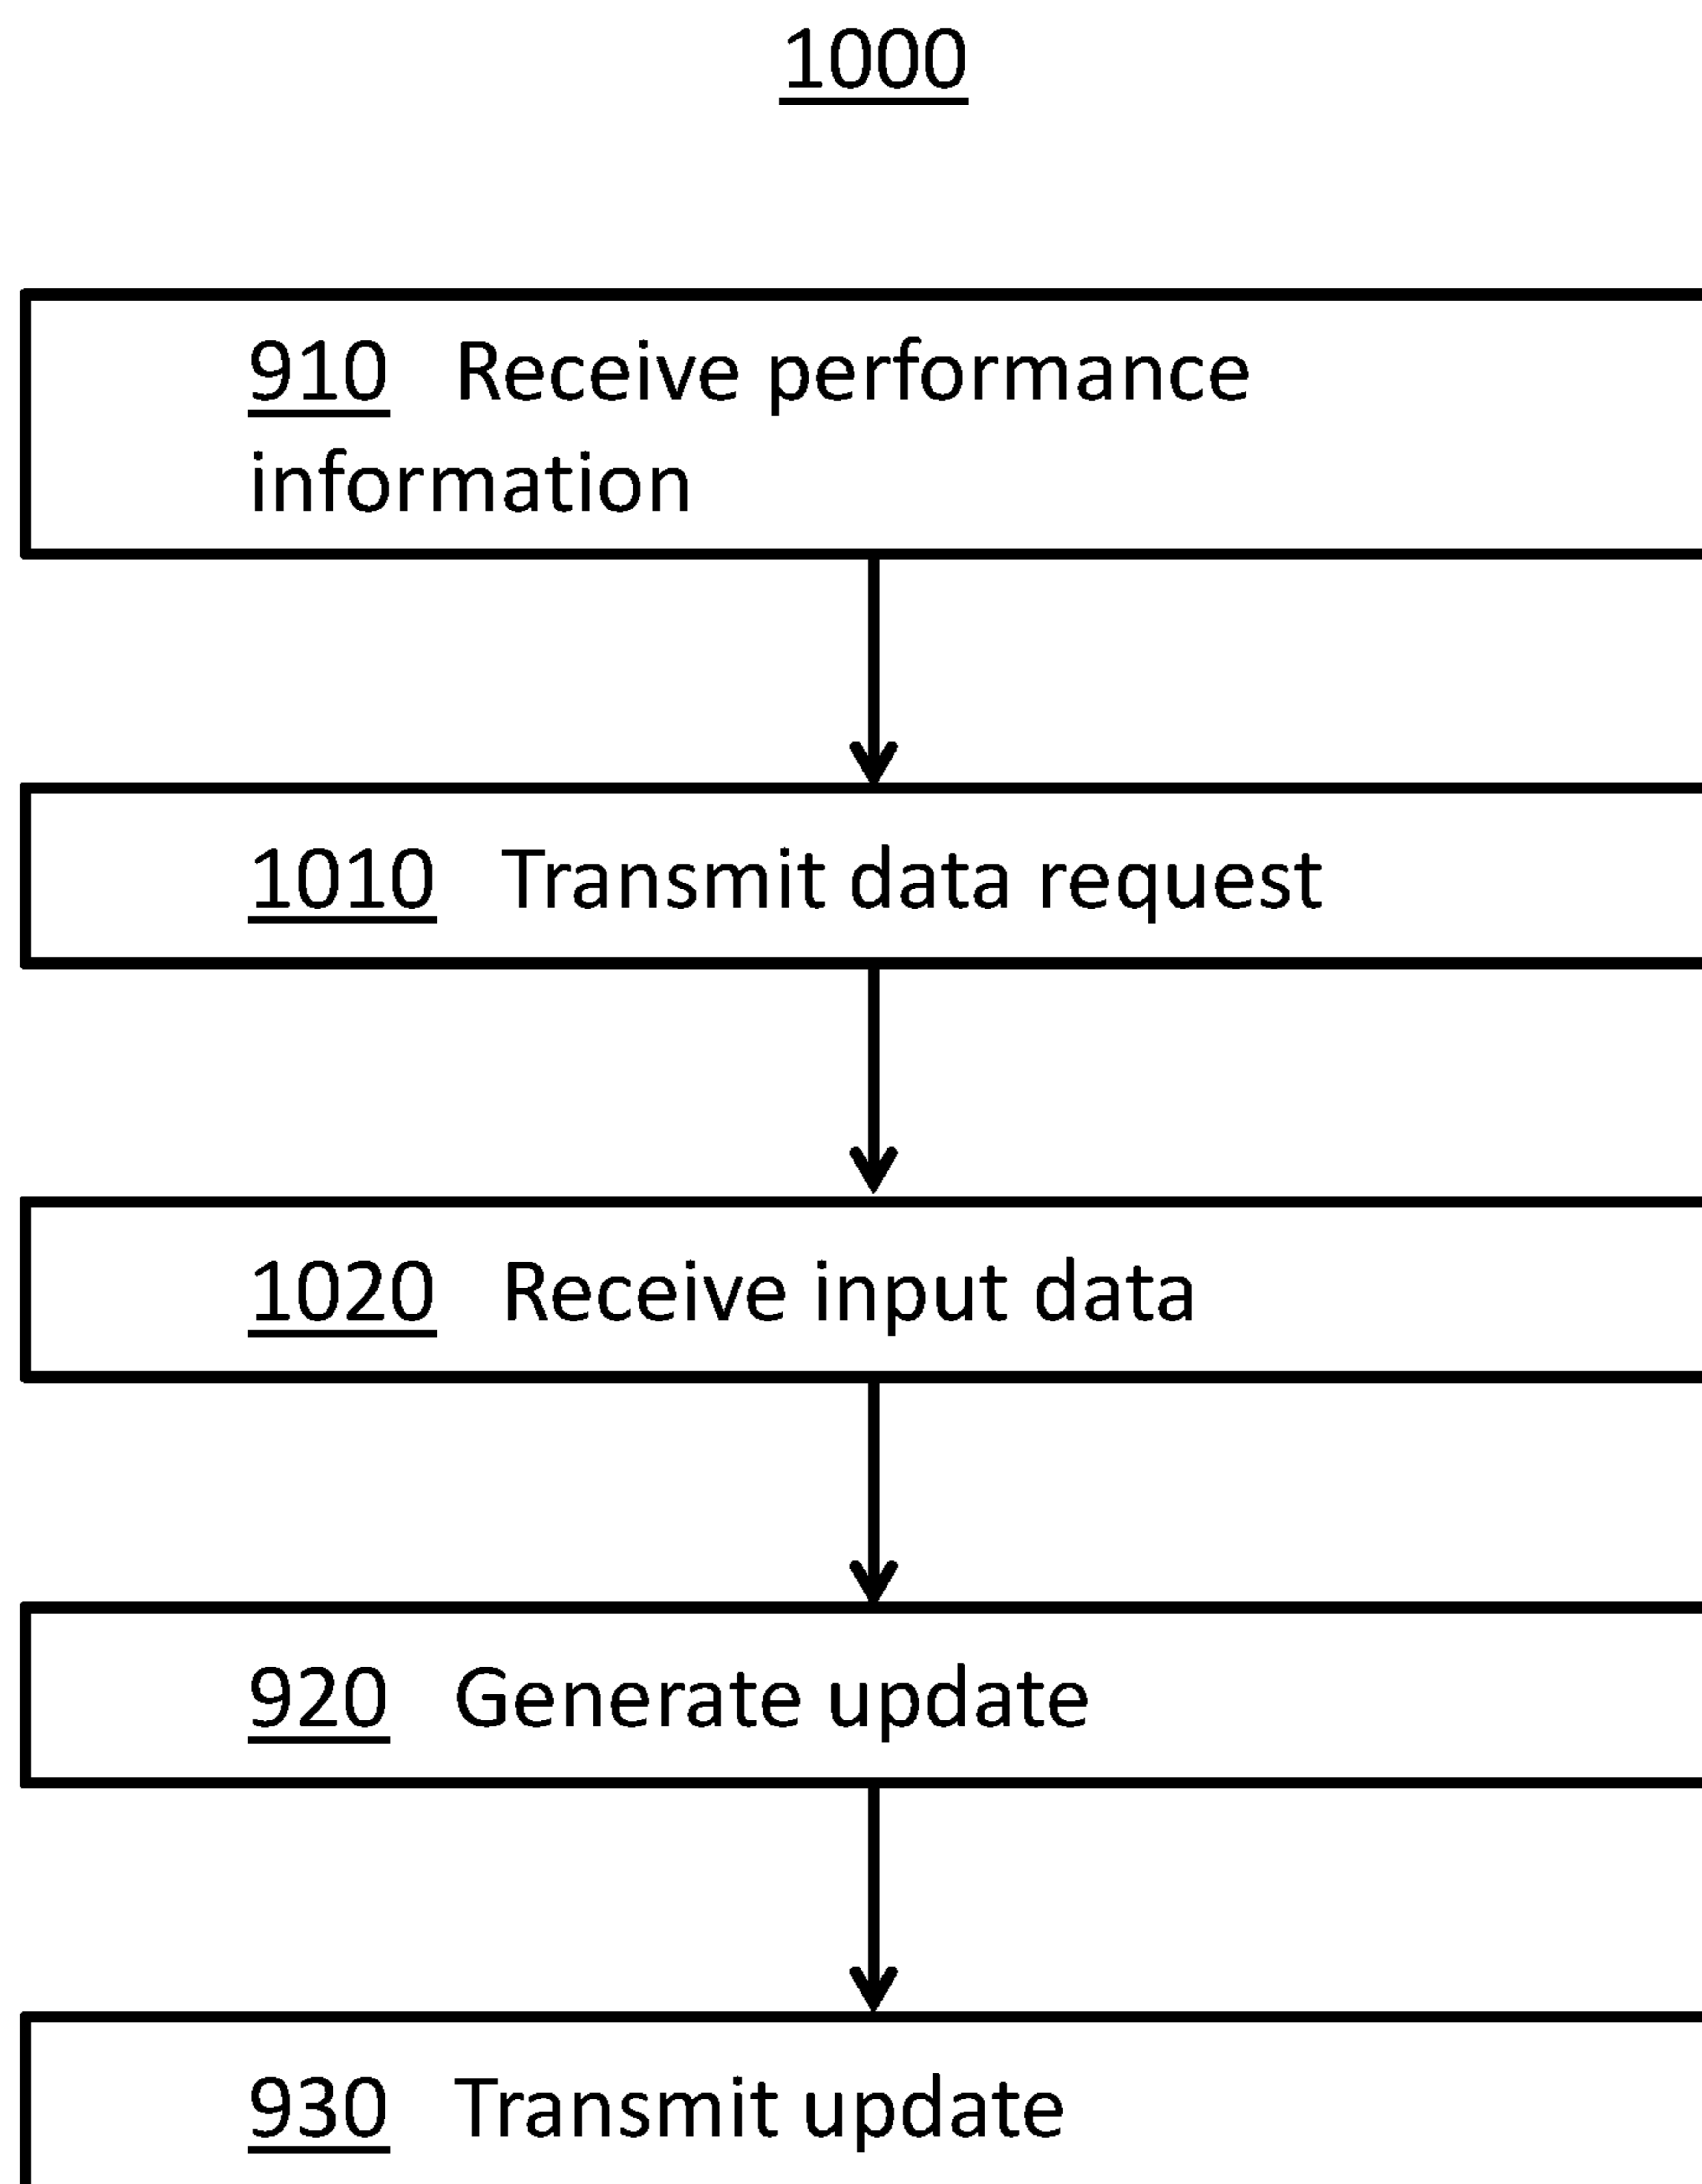 1000
910 Receive performance
information
1010 Transmit data request
1020 Receive input data
920 Generate update
930 Transmit update